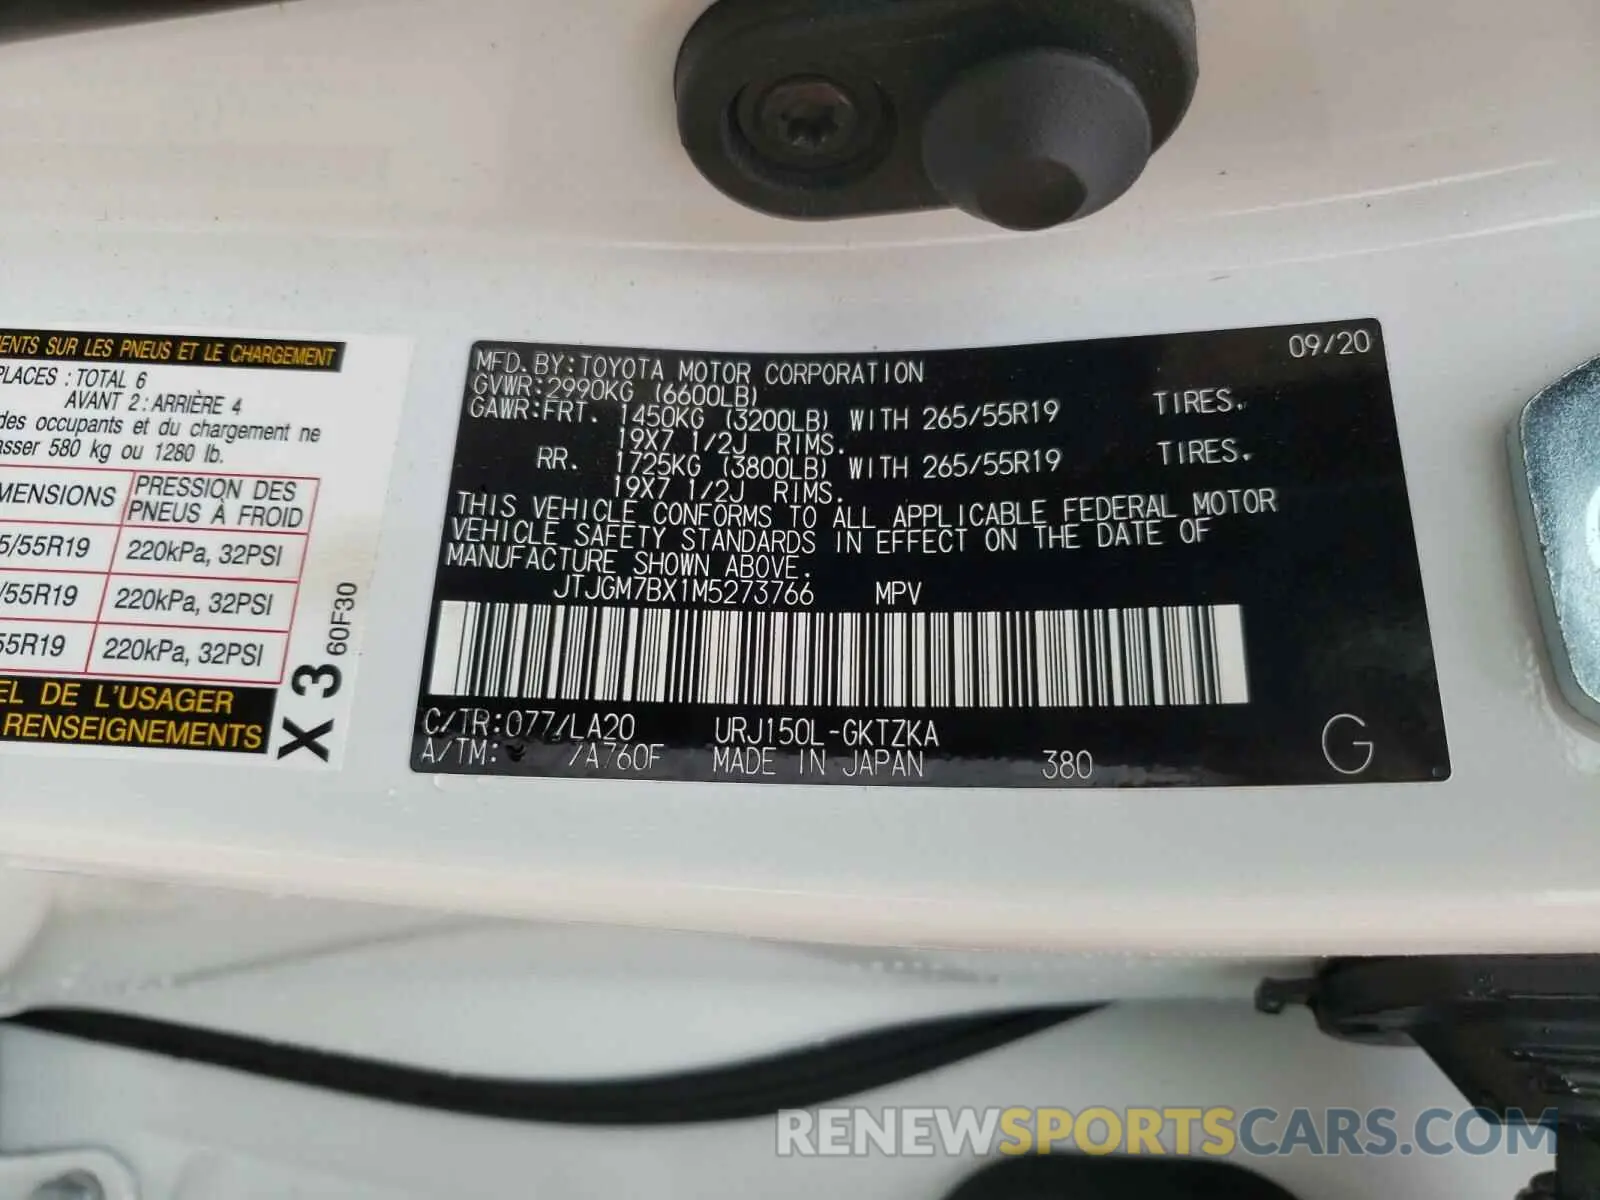 ENTS SUR LES PNEUS ET LE CHARGEMENT
PLACES : TOTAL 6
AVANT 2 : ARRIÈRE 4
des occupants et du chargement ne
asser 580 kg ou 1280 lb.
MENSIONS PRESSION DES PNEUS À FROID
5/55R19 220kPa, 32PSI
/55R19 220kPa, 32PSI
55R19 220kPa, 32PSI
EL DE L'USAGER
RENSEIGNEMENTS
X 3 60F30
MFD. BY: TOYOTA MOTOR CORPORATION 09/20
GVWR: 2990KG (6600LB)
GAWR: FRT. 1450KG (3200LB) WITH 265/55R19 TIRES.
19X7 1/2J RIMS.
RR. 1725KG (3800LB) WITH 265/55R19 TIRES.
19X7 1/2J RIMS.
THIS VEHICLE CONFORMS TO ALL APPLICABLE FEDERAL MOTOR
VEHICLE SAFETY STANDARDS IN EFFECT ON THE DATE OF
MANUFACTURE SHOWN ABOVE.
JTJGM7BX1M5273766 MPV
C/TR: 077/LA20 URJ150L-GKTZKA
A/TM: /A760F MADE IN JAPAN 380 G
RENEWSPORTSCARS.COM